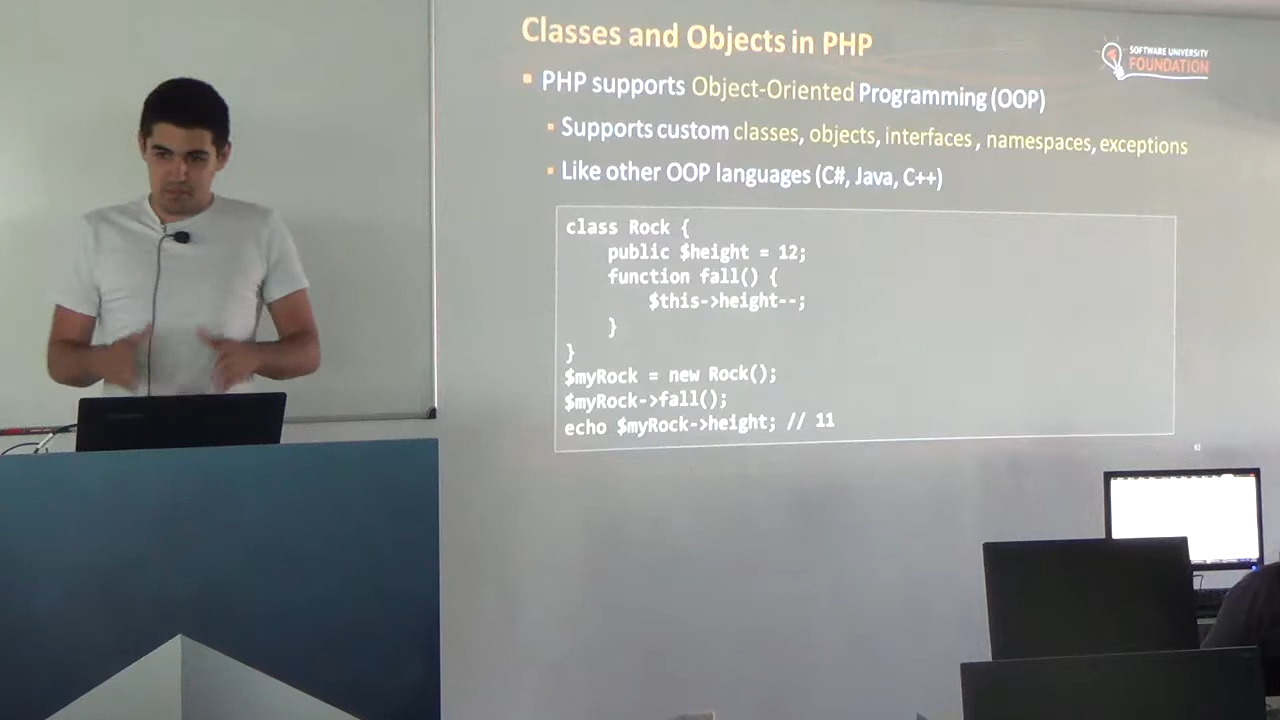 Classes and Objects in PHP
SOFTWARE UNIVERSITY
FOUNDATION
PHP supports Object-Oriented Programming (OOP)
Supports custom classes, objects, interfaces , namespaces, exceptions
Like other OOP languages (C#, Java, C++)
class Rock {
public $height = 12;
function fall() {
$this->height--;
}
}
$myRock = new Rock();
$myRock->fall();
echo $myRock->height; // 11